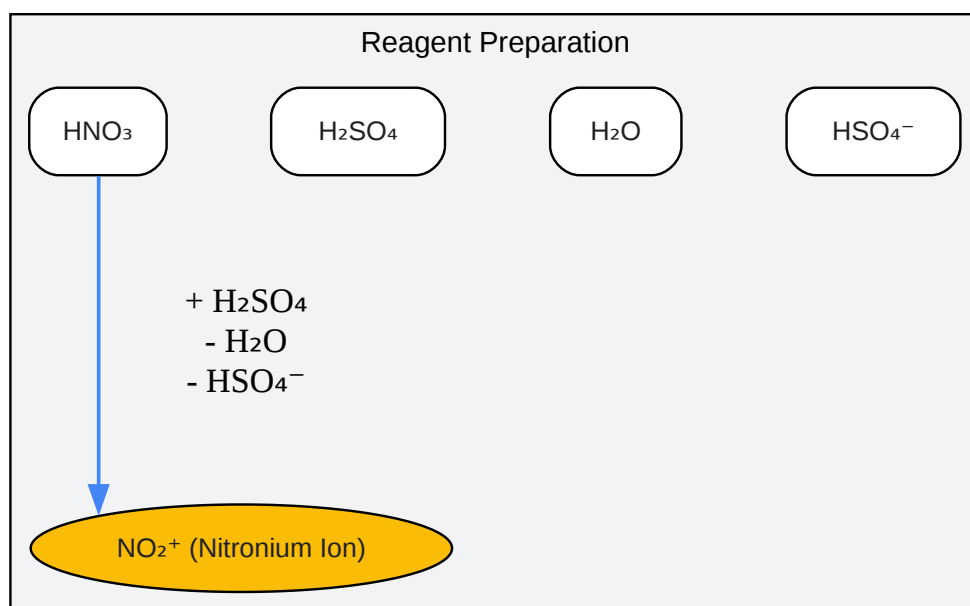 Reagent Preparation
HNO₃
H₂SO₄
H₂O
HSO₄⁻
+ H₂SO₄
- H₂O
- HSO₄⁻
NO₂⁺ (Nitronium Ion)